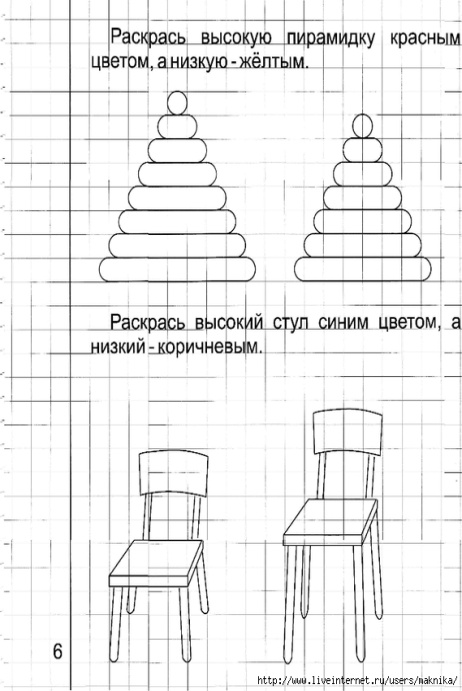 Раскрась высокую пирамидку красным
цветом, а низкую - жёлтым.
Раскрась высокий стул синим цветом, а
низкий - коричневым.
6
http://www.liveinternet.ru/users/maknika/